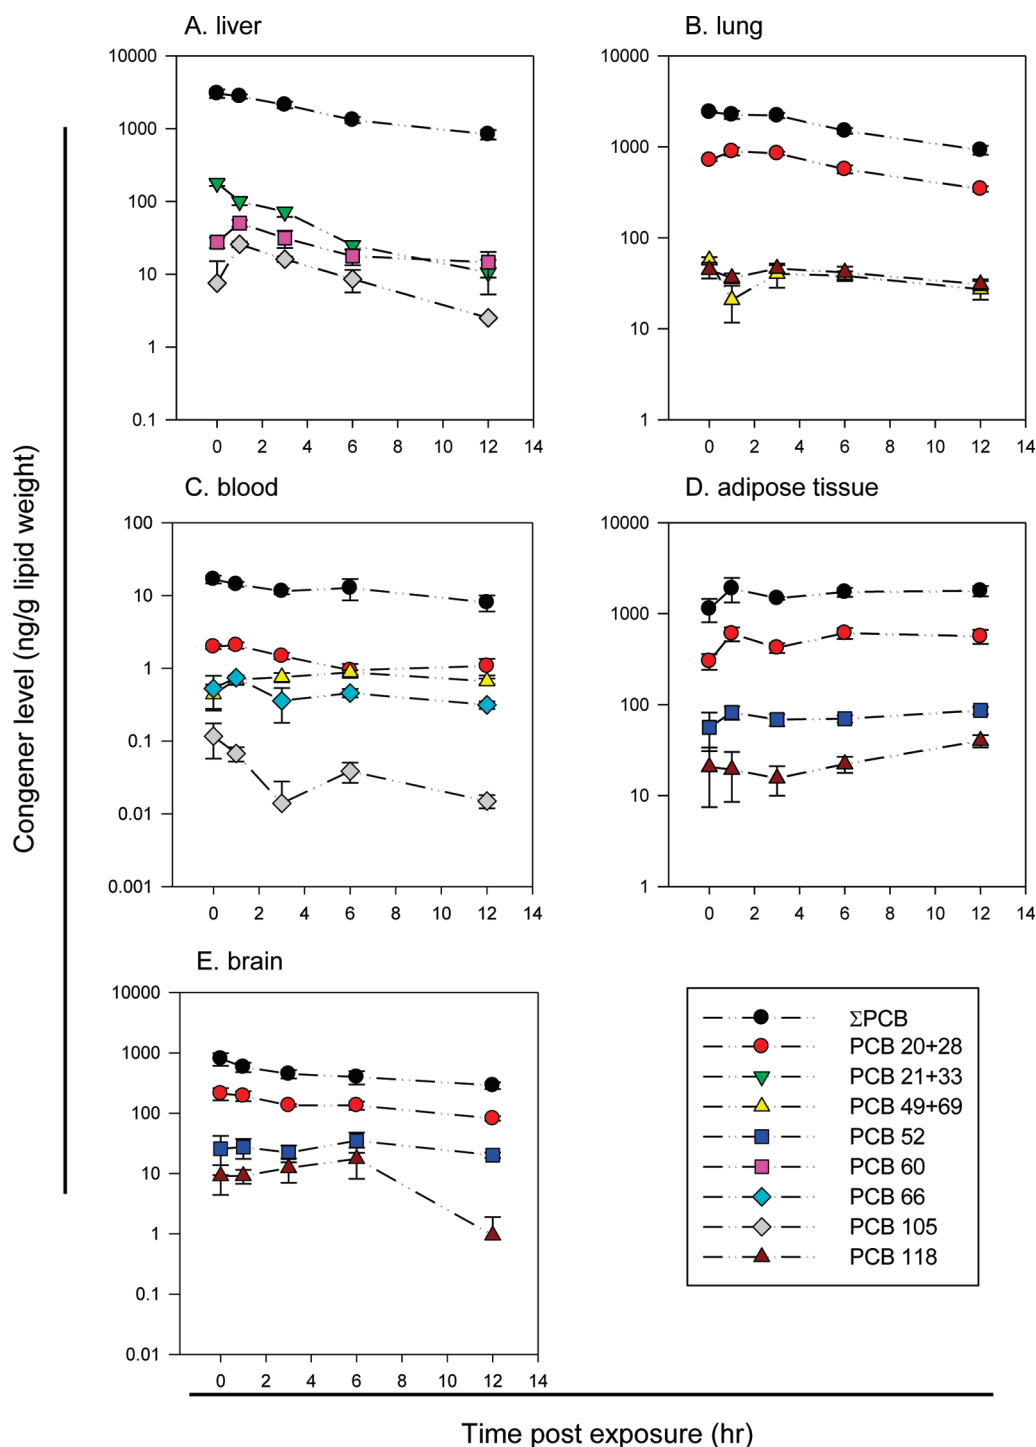 A. liver
10000
1000
100
10
1
0.1
0 2 4 6 8 10 12 14
B. lung
10000
1000
100
10
1
0 2 4 6 8 10 12 14
C. blood
100
10
1
0.1
0.01
0.001
0 2 4 6 8 10 12 14
D. adipose tissue
10000
1000
100
10
1
0 2 4 6 8 10 12 14
E. brain
10000
1000
100
10
1
0.1
0.01
0 2 4 6 8 10 12 14
ΣPCB
PCB 20+28
PCB 21+33
PCB 49+69
PCB 52
PCB 60
PCB 66
PCB 105
PCB 118
Congener level (ng/g lipid weight)
Time post exposure (hr)